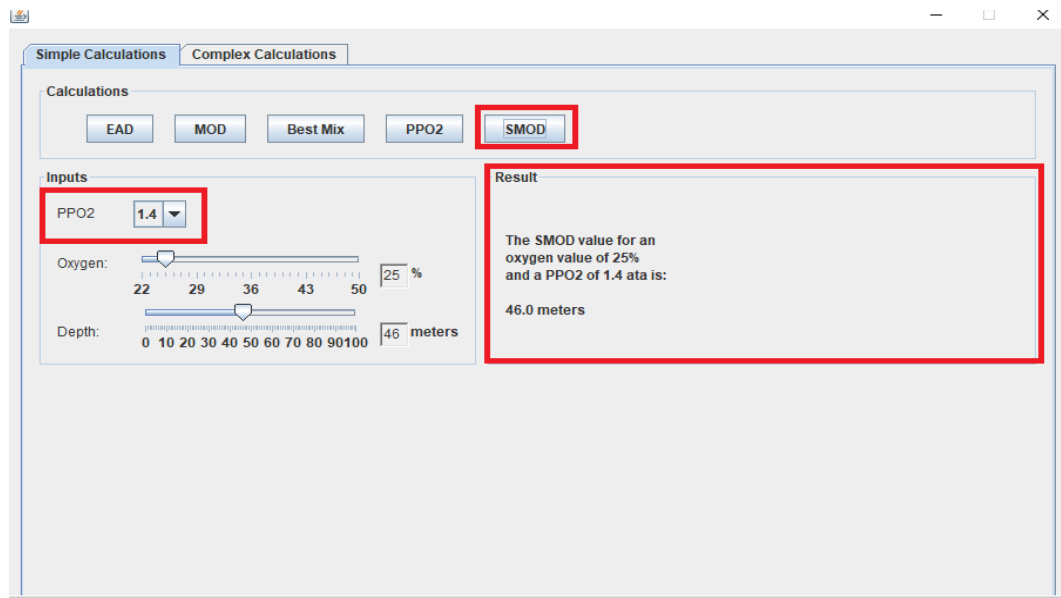 Simple Calculations Complex Calculations
Calculations
EAD MOD Best Mix PPO2 SMOD
Inputs
PPO2 1.4
Oxygen: 25 %
22 29 36 43 50
Depth: 46 meters
0 10 20 30 40 50 60 70 80 90100
Result
The SMOD value for an
oxygen value of 25%
and a PPO2 of 1.4 ata is:
46.0 meters